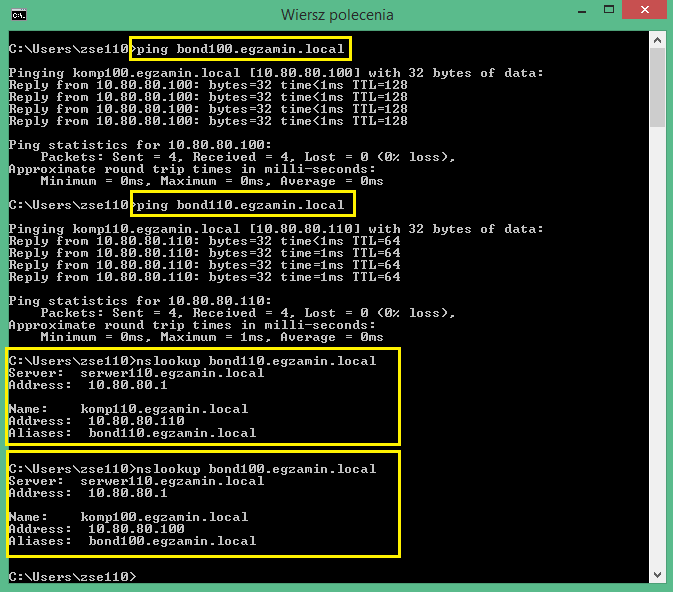 Wiersz polecenia
C:\Users\zse110>ping bond100.egzamin.local
Pinging komp100.egzamin.local [10.80.80.100] with 32 bytes of data:
Reply from 10.80.80.100: bytes=32 time<1ms TTL=128
Reply from 10.80.80.100: bytes=32 time<1ms TTL=128
Reply from 10.80.80.100: bytes=32 time<1ms TTL=128
Reply from 10.80.80.100: bytes=32 time<1ms TTL=128
Ping statistics for 10.80.80.100:
Packets: Sent = 4, Received = 4, Lost = 0 (0% loss),
Approximate round trip times in milli-seconds:
Minimum = 0ms, Maximum = 0ms, Average = 0ms
C:\Users\zse110>ping bond110.egzamin.local
Pinging komp110.egzamin.local [10.80.80.110] with 32 bytes of data:
Reply from 10.80.80.110: bytes=32 time<1ms TTL=64
Reply from 10.80.80.110: bytes=32 time=1ms TTL=64
Reply from 10.80.80.110: bytes=32 time=1ms TTL=64
Reply from 10.80.80.110: bytes=32 time=1ms TTL=64
Ping statistics for 10.80.80.110:
Packets: Sent = 4, Received = 4, Lost = 0 (0% loss),
Approximate round trip times in milli-seconds:
Minimum = 0ms, Maximum = 1ms, Average = 0ms
C:\Users\zse110>nslookup bond110.egzamin.local
Server: serwer110.egzamin.local
Address: 10.80.80.1
Name: komp110.egzamin.local
Address: 10.80.80.110
Aliases: bond110.egzamin.local
C:\Users\zse110>nslookup bond100.egzamin.local
Server: serwer110.egzamin.local
Address: 10.80.80.1
Name: komp100.egzamin.local
Address: 10.80.80.100
Aliases: bond100.egzamin.local
C:\Users\zse110>